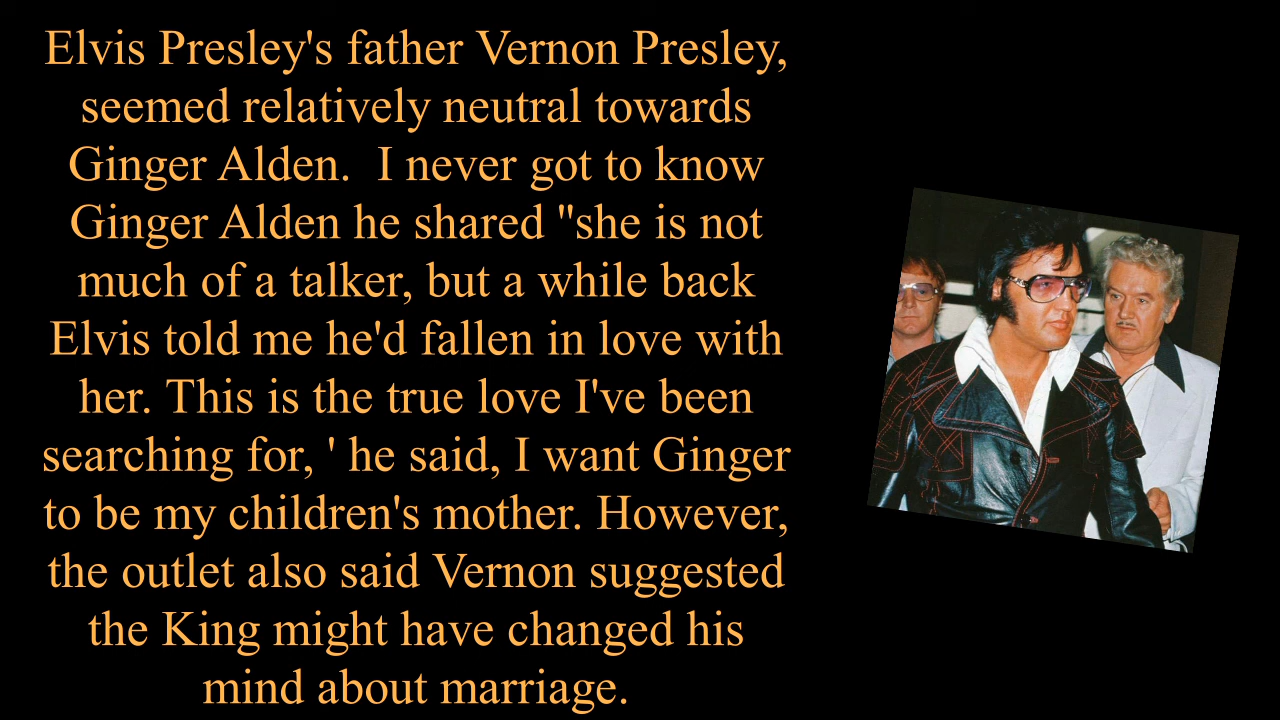 Elvis Presley's father Vernon Presley,
seemed relatively neutral towards
Ginger Alden.  I never got to know
Ginger Alden he shared "she is not
much of a talker, but a while back
Elvis told me he'd fallen in love with
her. This is the true love I've been
searching for, ' he said, I want Ginger
to be my children's mother. However,
the outlet also said Vernon suggested
the King might have changed his
mind about marriage.